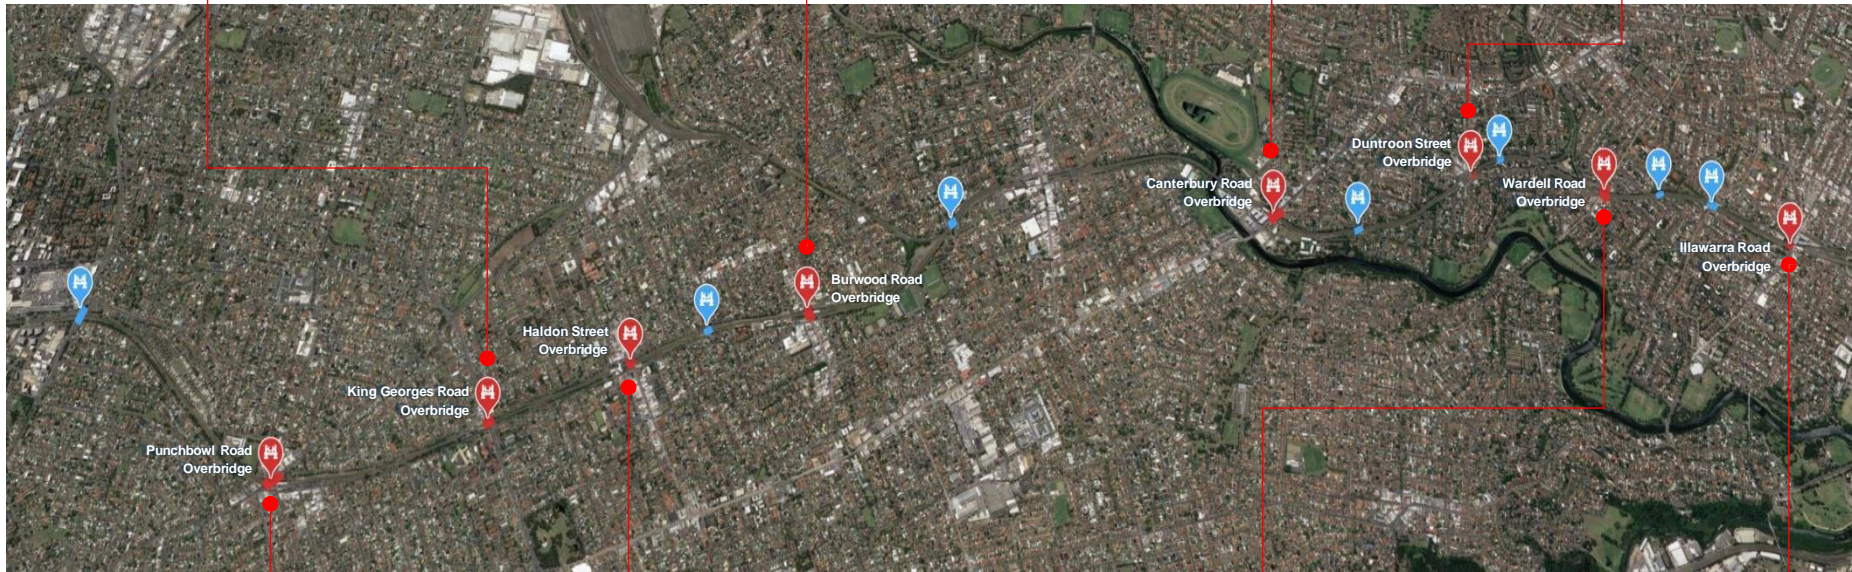 Duntroon Street
Overbridge
Canterbury Road
Overbridge
Wardell Road
Overbridge
Illawarra Road
Overbridge
Burwood Road
Overbridge
Haldon Street
Overbridge
King Georges Road
Overbridge
Punchbowl Road
Overbridge